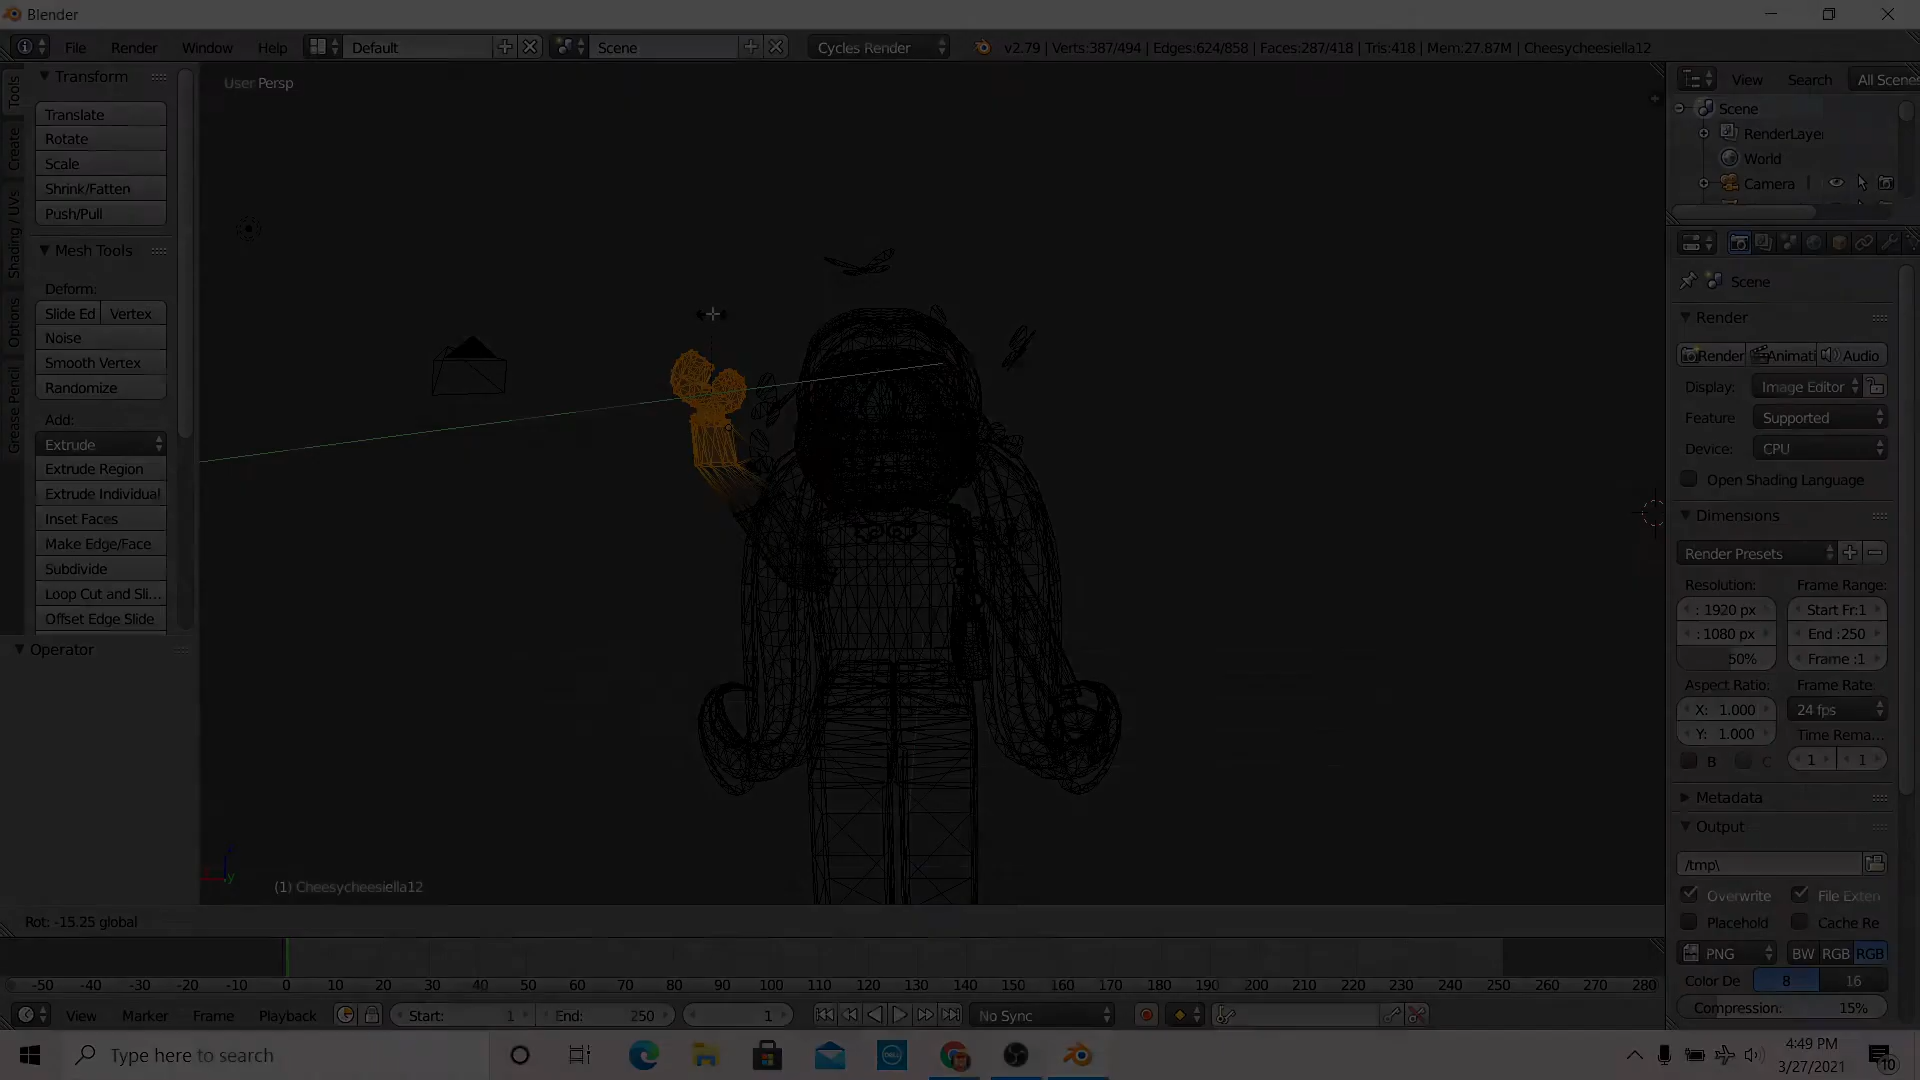 Blender
File Render Window Help Default Scene Cycles Render v2.79 | Verts:387/494 | Edges:624/858 | Faces:287/418 | Tris:418 | Mem:27.87M | Cheesycheesiella12
Tools
Create
Shading / UVs
Options
Grease Pencil
Transform
Translate
Rotate
Scale
Shrink/Fatten
Push/Pull
Mesh Tools
Deform:
Slide Ed Vertex
Noise
Smooth Vertex
Randomize
Add:
Extrude
Extrude Region
Extrude Individual
Inset Faces
Make Edge/Face
Subdivide
Loop Cut and Sli...
Offset Edge Slide
Operator
User Persp
(1) Cheesycheesiella12
Rot: -15.25 global
View Search All Scenes
Scene
RenderLayer
World
Camera
Scene
Render
Render Animati Audio
Display: Image Editor
Feature Supported
Device: CPU
Open Shading Language
Dimensions
Render Presets
Resolution: Frame Range:
: 1920 px Start Fr:1
: 1080 px End :250
50% Frame :1
Aspect Ratio: Frame Rate:
X: 1.000 24 fps
Y: 1.000 Time Rema...
B C 1 1
Metadata
Output
/tmp\
Overwrite File Exten
Placehold Cache Re
PNG BW RGB RGB
Color De 8 16
Compression: 15%
-50 -40 -30 -20 -10 0 10 20 30 40 50 60 70 80 90 100 110 120 130 140 150 160 170 180 190 200 210 220 230 240 250 260 270 280
View Marker Frame Playback Start: 1 End: 250 1 No Sync
Type here to search
DELL
4:49 PM
3/27/2021
10